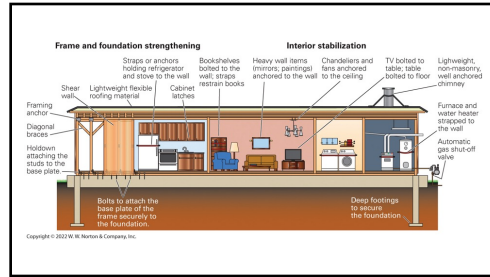 Frame and foundation strengthening
Interior stabilization
Shear
wall
Lightweight flexible
roofing material
Straps or anchors
holding refrigerator
and stove to the wall
Cabinet
latches
Bookshelves
bolted to the
wall; straps
restrain books
Heavy wall items
(mirrors; paintings)
anchored to the wall
Chandeliers and
fans anchored
to the ceiling
TV bolted to
table; table
bolted to floor
Lighweight,
non-masonry,
well anchored
chimney
Framing
anchor
Diagonal
braces
Holdown
attaching the
studs to the
base plate.
Furnace and
water heater
strapped to
the wall
Automatic
gas shut-off
valve
Bolts to attach the
base plate of the
frame securely to
the foundation.
Deep footings
to secure
the foundation
Copyright © 2022 W. W. Norton & Company, Inc.